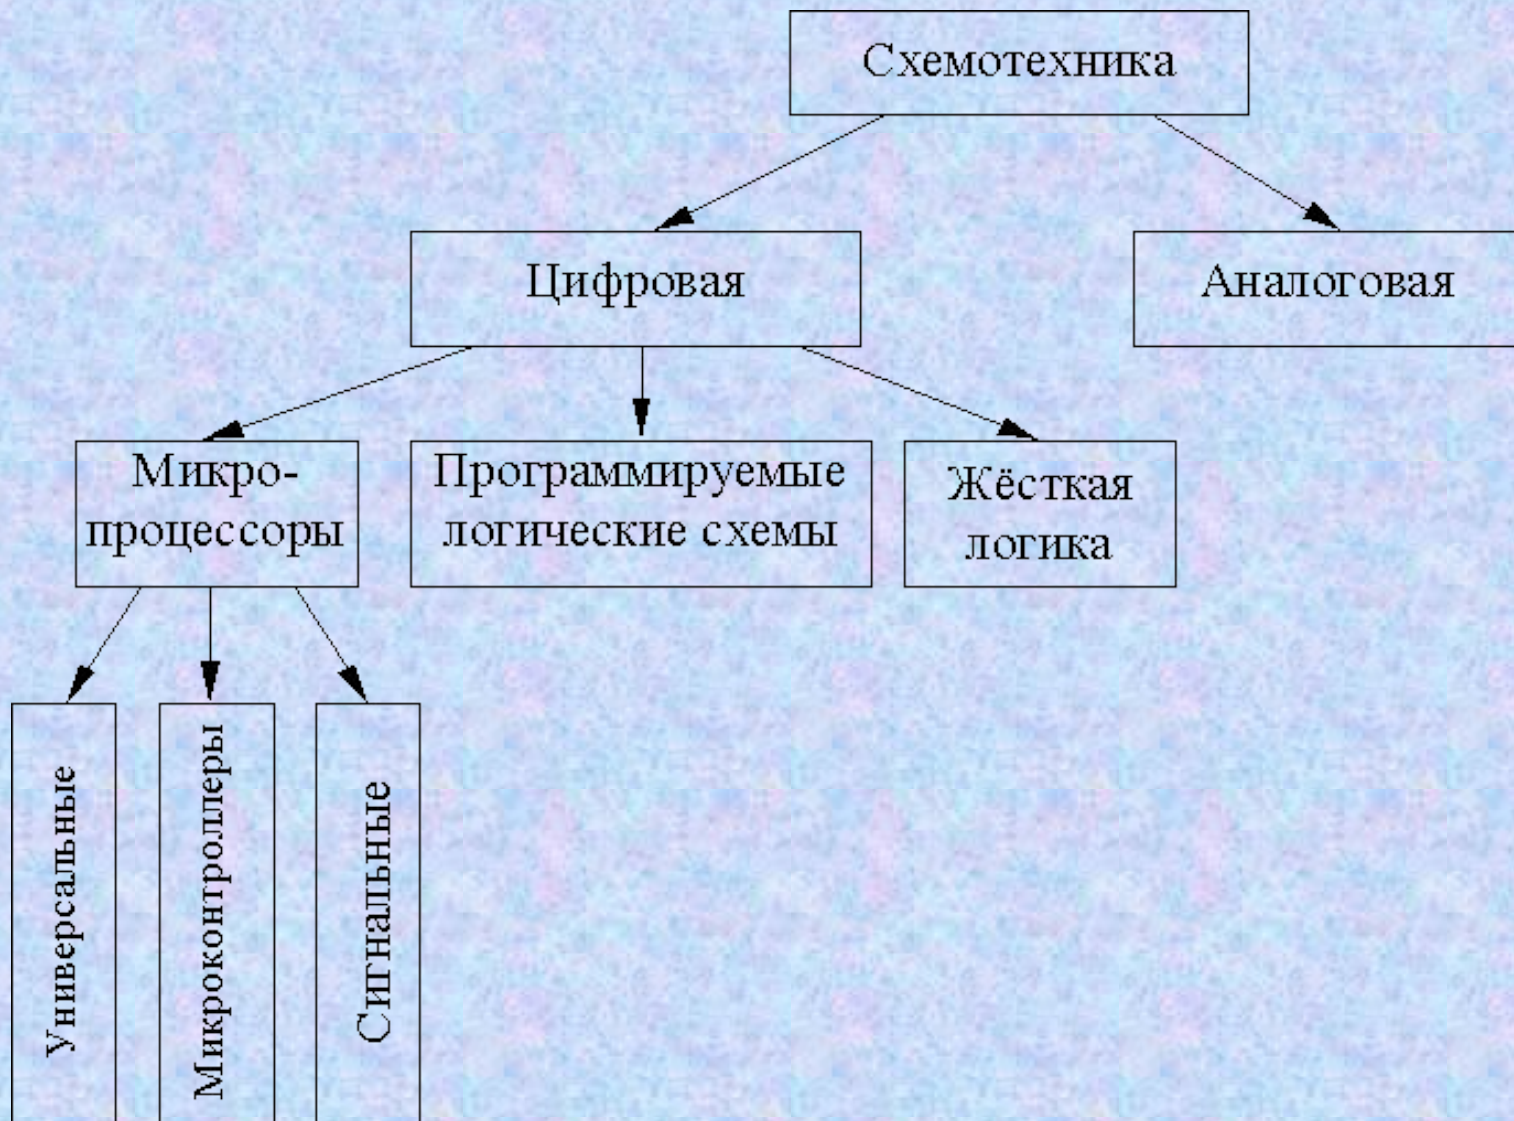 Схемотехника
Цифровая
Аналоговая
Микро-
процессоры
Программируемые
логические схемы
Жёсткая
логика
Универсальные
Микроконтроллеры
Сигнальные